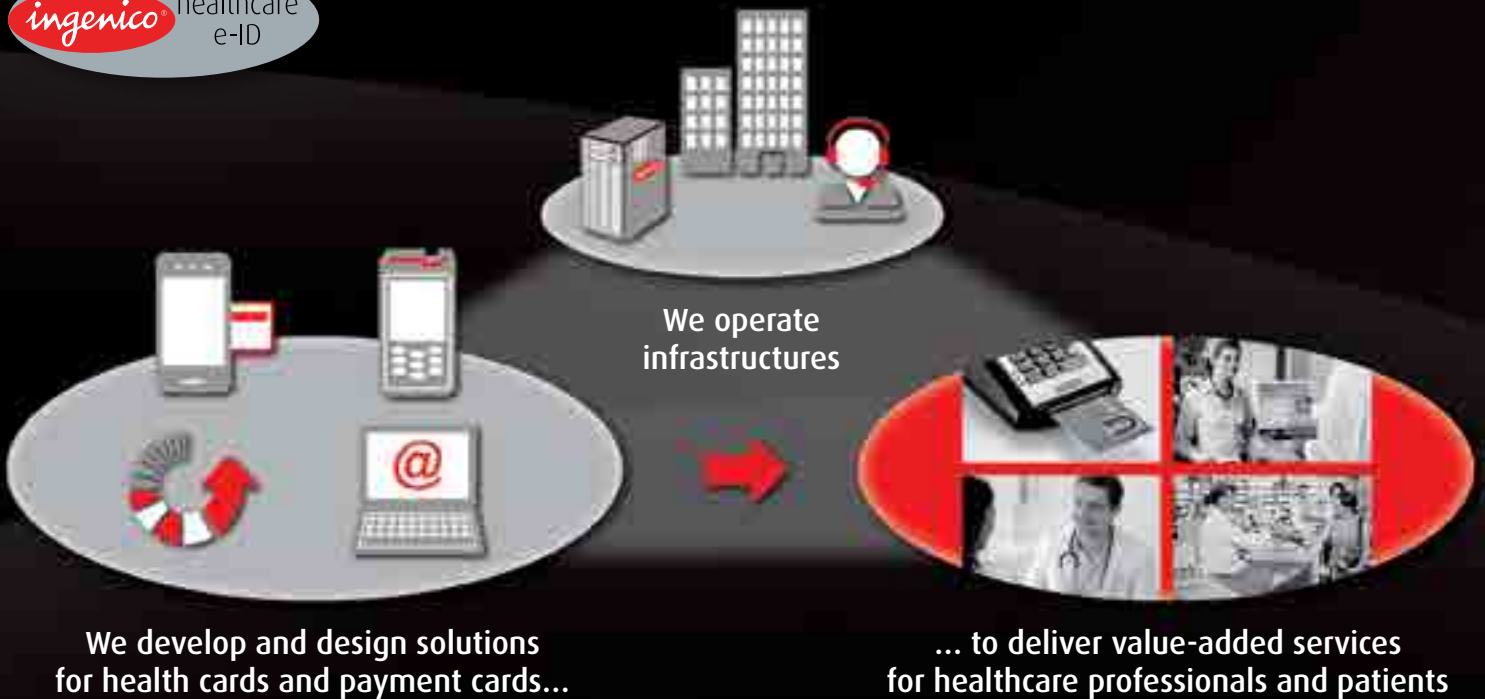 ingenico® healthcare
e-ID
We operate
infrastructures
@
We develop and design solutions
for health cards and payment cards...
... to deliver value-added services
for healthcare professionals and patients